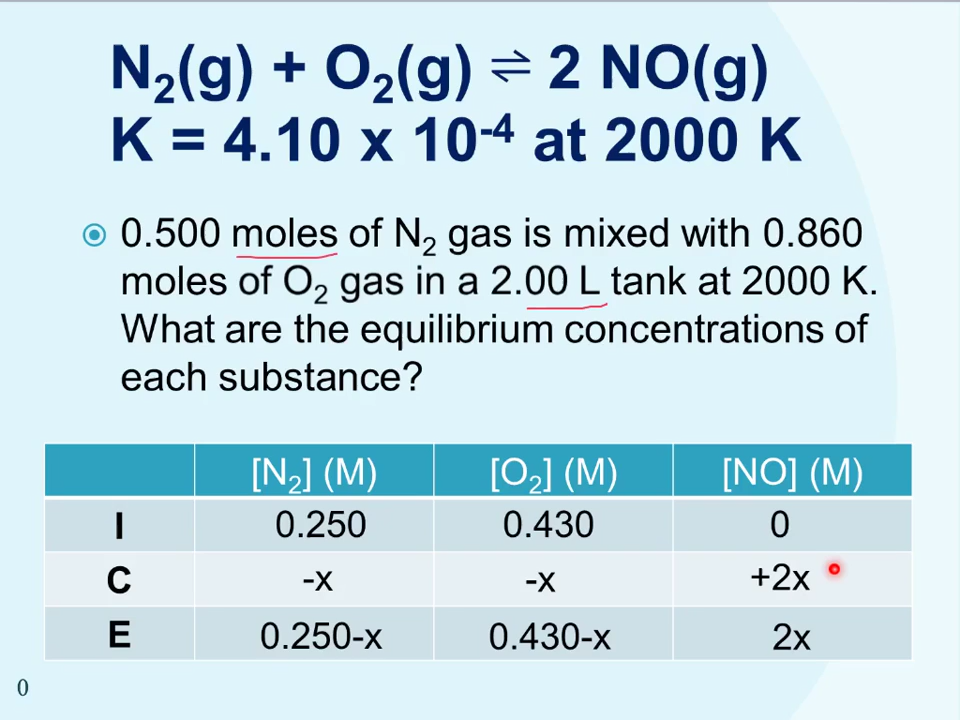 N₂(g) + O₂(g) ⇌ 2 NO(g)
K = 4.10 x 10⁻⁴ at 2000 K
0.500 moles of N₂ gas is mixed with 0.860
moles of O₂ gas in a 2.00 L tank at 2000 K.
What are the equilibrium concentrations of
each substance?
[N₂] (M) [O₂] (M) [NO] (M)
I 0.250 0.430 0
C -x -x +2x
E 0.250-x 0.430-x 2x
0